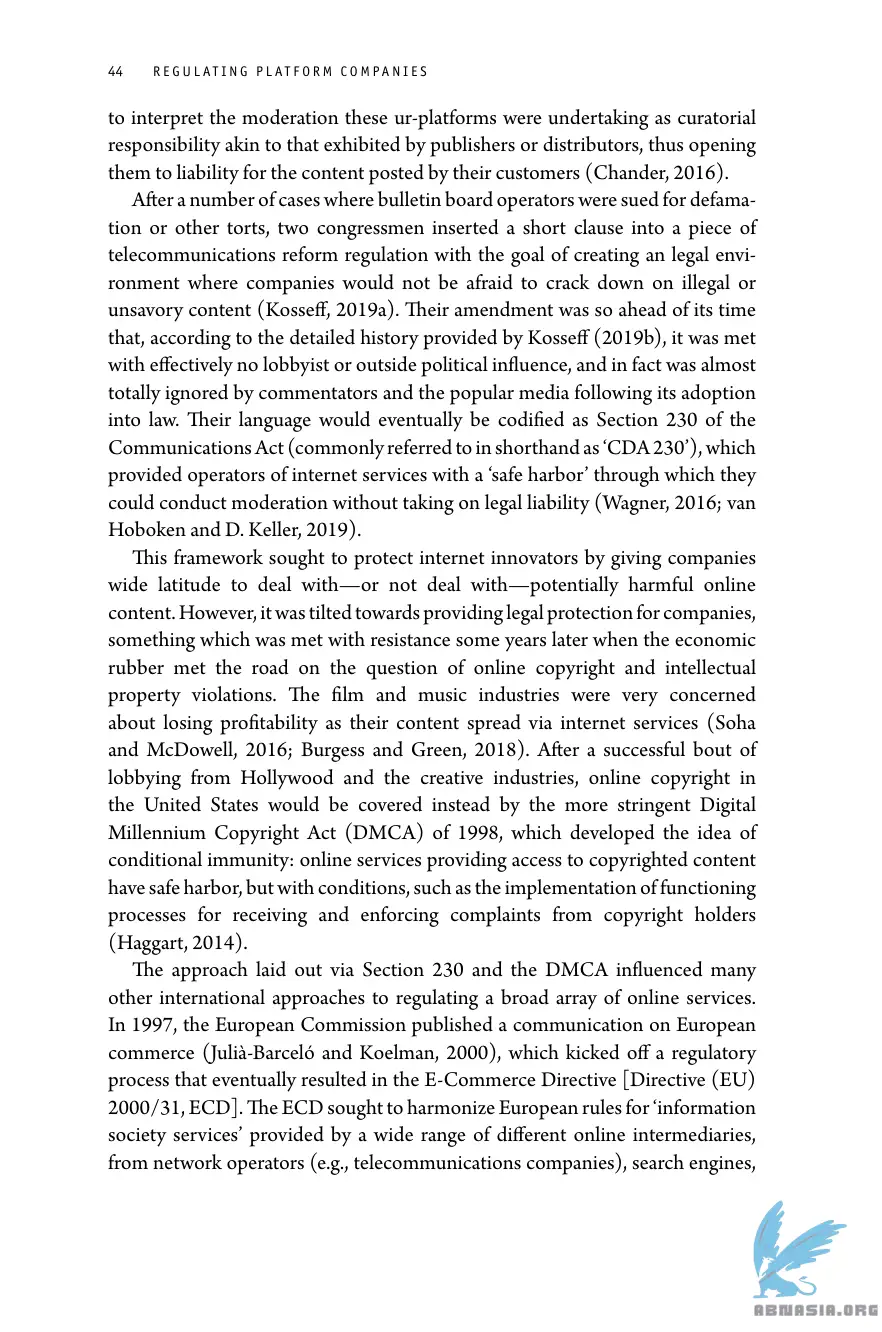 44 REGULATING PLATFORM COMPANIES
to interpret the moderation these ur-platforms were undertaking as curatorial
responsibility akin to that exhibited by publishers or distributors, thus opening
them to liability for the content posted by their customers (Chander, 2016).
After a number of cases where bulletin board operators were sued for defama-
tion or other torts, two congressmen inserted a short clause into a piece of
telecommunications reform regulation with the goal of creating an legal envi-
ronment where companies would not be afraid to crack down on illegal or
unsavory content (Kosseff, 2019a). Their amendment was so ahead of its time
that, according to the detailed history provided by Kosseff (2019b), it was met
with effectively no lobbyist or outside political influence, and in fact was almost
totally ignored by commentators and the popular media following its adoption
into law. Their language would eventually be codified as Section 230 of the
Communications Act (commonly referred to in shorthand as ‘CDA 230’), which
provided operators of internet services with a ‘safe harbor’ through which they
could conduct moderation without taking on legal liability (Wagner, 2016; van
Hoboken and D. Keller, 2019).
This framework sought to protect internet innovators by giving companies
wide latitude to deal with—or not deal with—potentially harmful online
content. However, it was tilted towards providing legal protection for companies,
something which was met with resistance some years later when the economic
rubber met the road on the question of online copyright and intellectual
property violations. The film and music industries were very concerned
about losing profitability as their content spread via internet services (Soha
and McDowell, 2016; Burgess and Green, 2018). After a successful bout of
lobbying from Hollywood and the creative industries, online copyright in
the United States would be covered instead by the more stringent Digital
Millennium Copyright Act (DMCA) of 1998, which developed the idea of
conditional immunity: online services providing access to copyrighted content
have safe harbor, but with conditions, such as the implementation of functioning
processes for receiving and enforcing complaints from copyright holders
(Haggart, 2014).
The approach laid out via Section 230 and the DMCA influenced many
other international approaches to regulating a broad array of online services.
In 1997, the European Commission published a communication on European
commerce (Julià-Barceló and Koelman, 2000), which kicked off a regulatory
process that eventually resulted in the E-Commerce Directive [Directive (EU)
2000/31, ECD]. The ECD sought to harmonize European rules for ‘information
society services’ provided by a wide range of different online intermediaries,
from network operators (e.g., telecommunications companies), search engines,
ABNASIA.ORG